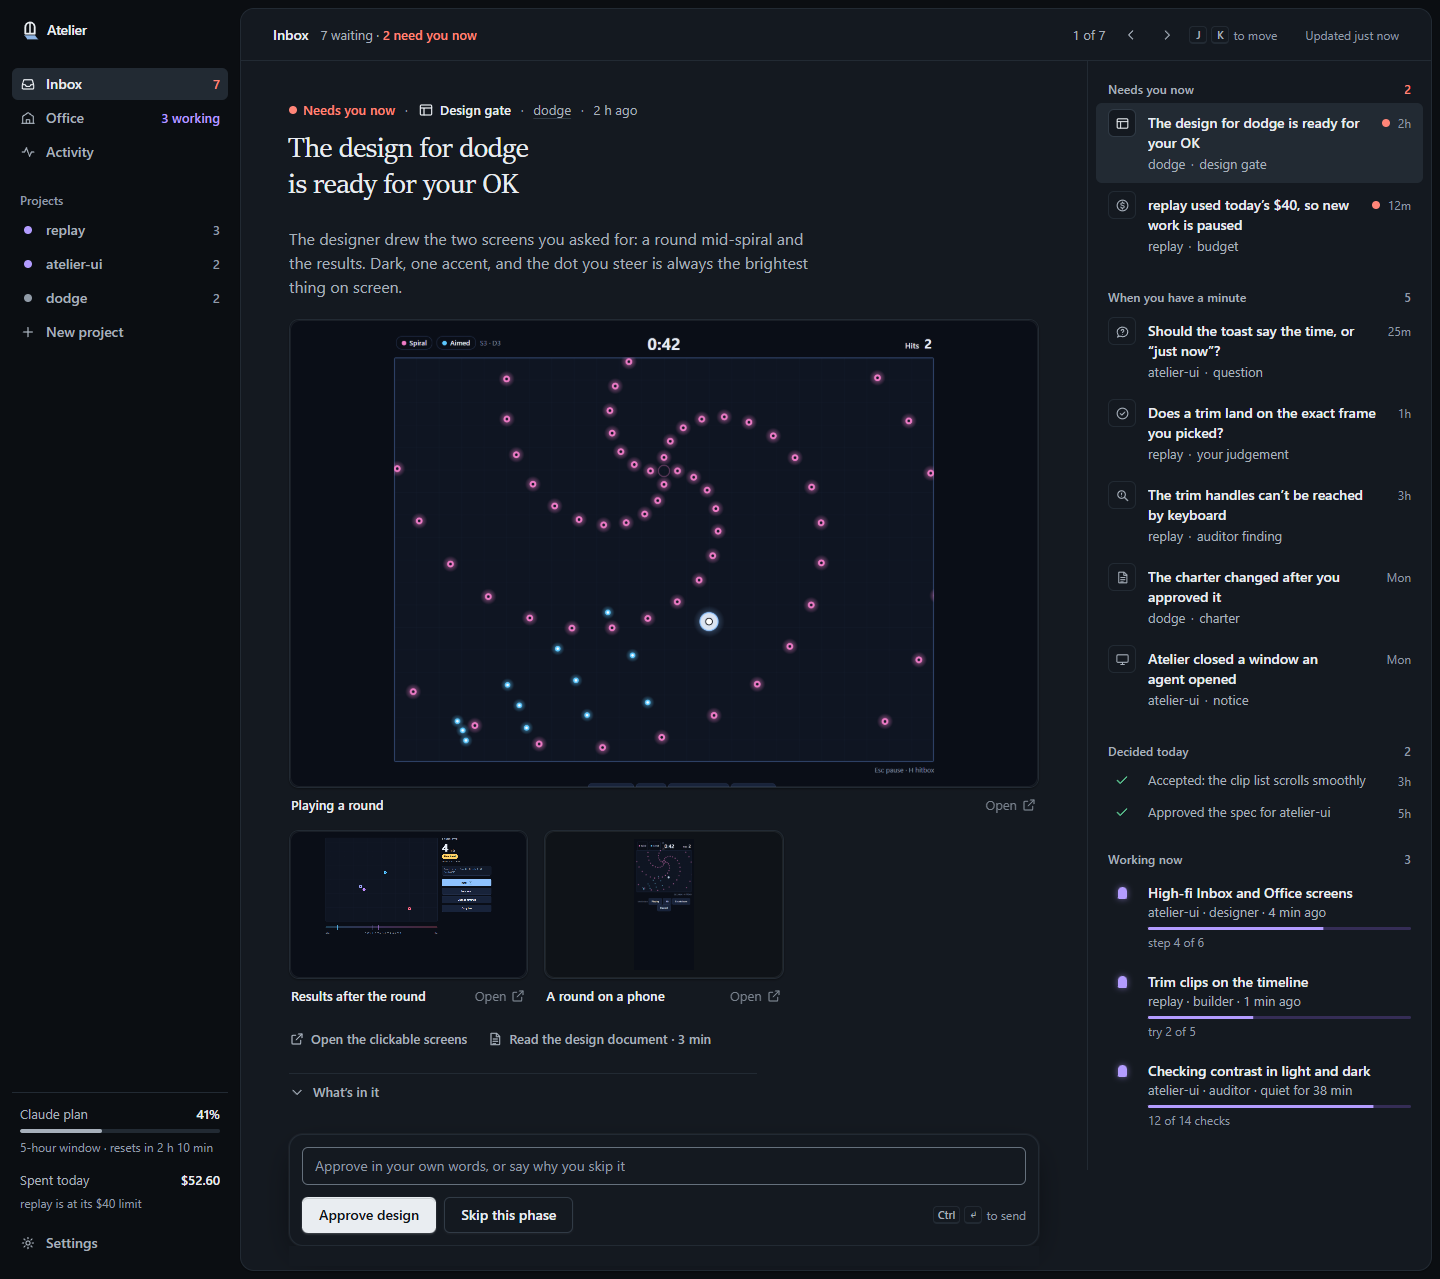 Atelier
Inbox 7
Office 3 working
Activity
Projects
replay 3
atelier-ui 2
dodge 2
New project
Claude plan 41%
5-hour window · resets in 2 h 10 min
Spent today $52.60
replay is at its $40 limit
Settings
Inbox 7 waiting · 2 need you now
1 of 7 J K to move Updated just now
Needs you now · Design gate · dodge · 2 h ago
The design for dodge
is ready for your OK
The designer drew the two screens you asked for: a round mid-spiral and
the results. Dark, one accent, and the dot you steer is always the brightest
thing on screen.
Spiral Aimed S3 · D3 0:42 Hits 2
Esc pause · H hitbox
Playing a round Open
4
0:42
Results after the round Open
A round on a phone Open
Open the clickable screens Read the design document · 3 min
What's in it
Approve in your own words, or say why you skip it
Approve design Skip this phase Ctrl ↵ to send
Needs you now 2
The design for dodge is ready for 2h
your OK
dodge · design gate
replay used today's $40, so new 12m
work is paused
replay · budget
When you have a minute 5
Should the toast say the time, or 25m
“just now”?
atelier-ui · question
Does a trim land on the exact frame 1h
you picked?
replay · your judgement
The trim handles can't be reached 3h
by keyboard
replay · auditor finding
The charter changed after you Mon
approved it
dodge · charter
Atelier closed a window an Mon
agent opened
atelier-ui · notice
Decided today 2
Accepted: the clip list scrolls smoothly 3h
Approved the spec for atelier-ui 5h
Working now 3
High-fi Inbox and Office screens
atelier-ui · designer · 4 min ago
step 4 of 6
Trim clips on the timeline
replay · builder · 1 min ago
try 2 of 5
Checking contrast in light and dark
atelier-ui · auditor · quiet for 38 min
12 of 14 checks